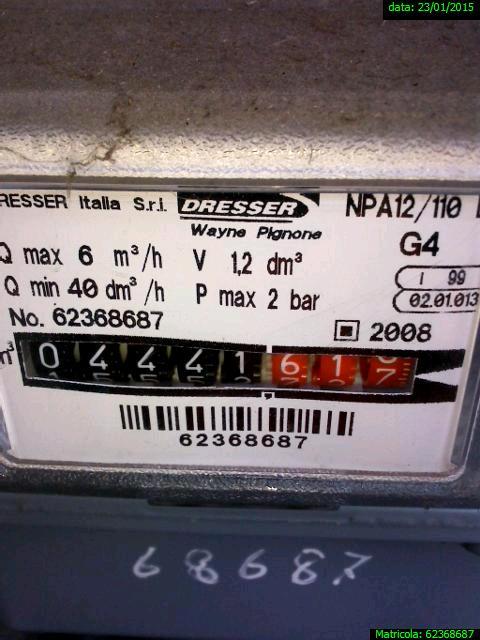 data: 23/01/2015
RESSER Italia S.r.i. DRESSER NPA12/110
Wayne Pignone
G4
Q max 6 m³/h V 1,2 dm³
1 99
Q min 40 dm³/h P max 2 bar
02.01.013
No. 62368687
2008
m³ 0 4 4 4 1 6 1
62368687
68687
Matricola: 62368687